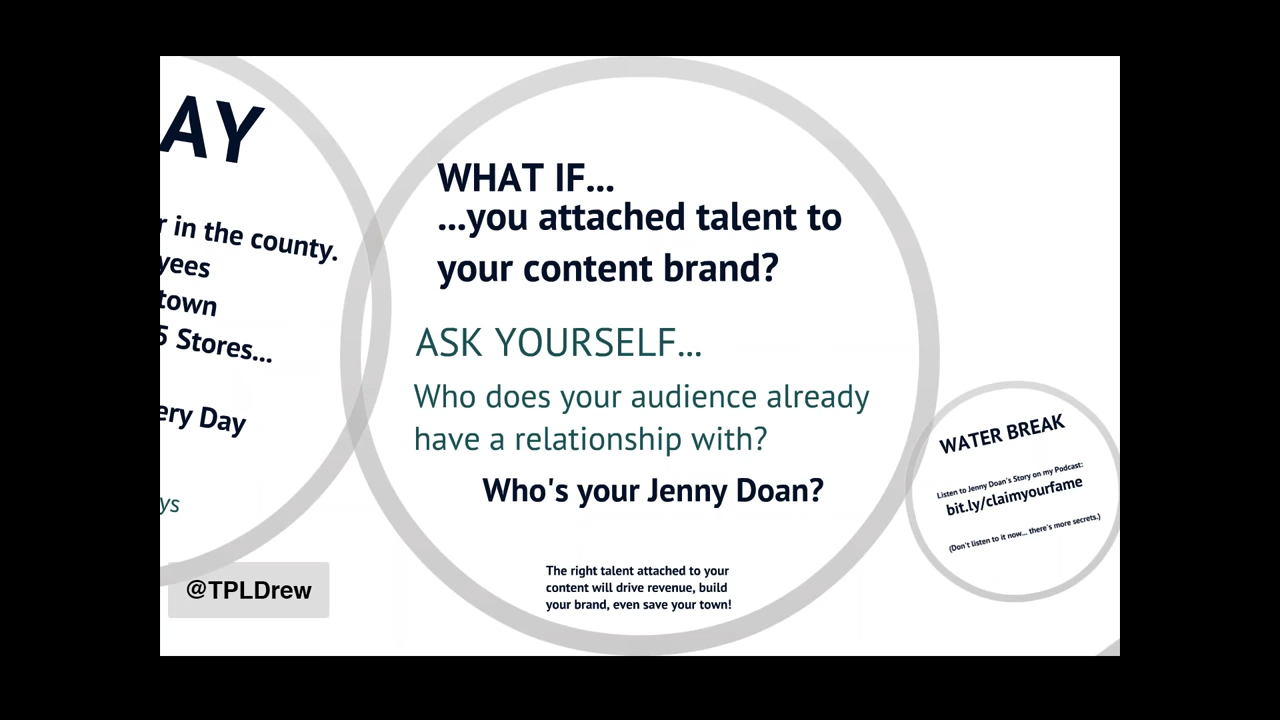 AY
r in the county.
yees
town
5 Stores...
ery Day
ys
@TPLDrew
WHAT IF...
...you attached talent to
your content brand?
ASK YOURSELF...
Who does your audience already
have a relationship with?
Who's your Jenny Doan?
The right talent attached to your
content will drive revenue, build
your brand, even save your town!
WATER BREAK
Listen to Jenny Doan's Story on my Podcast:
bit.ly/claimyourfame
(Don't listen to it now... there's more secrets.)